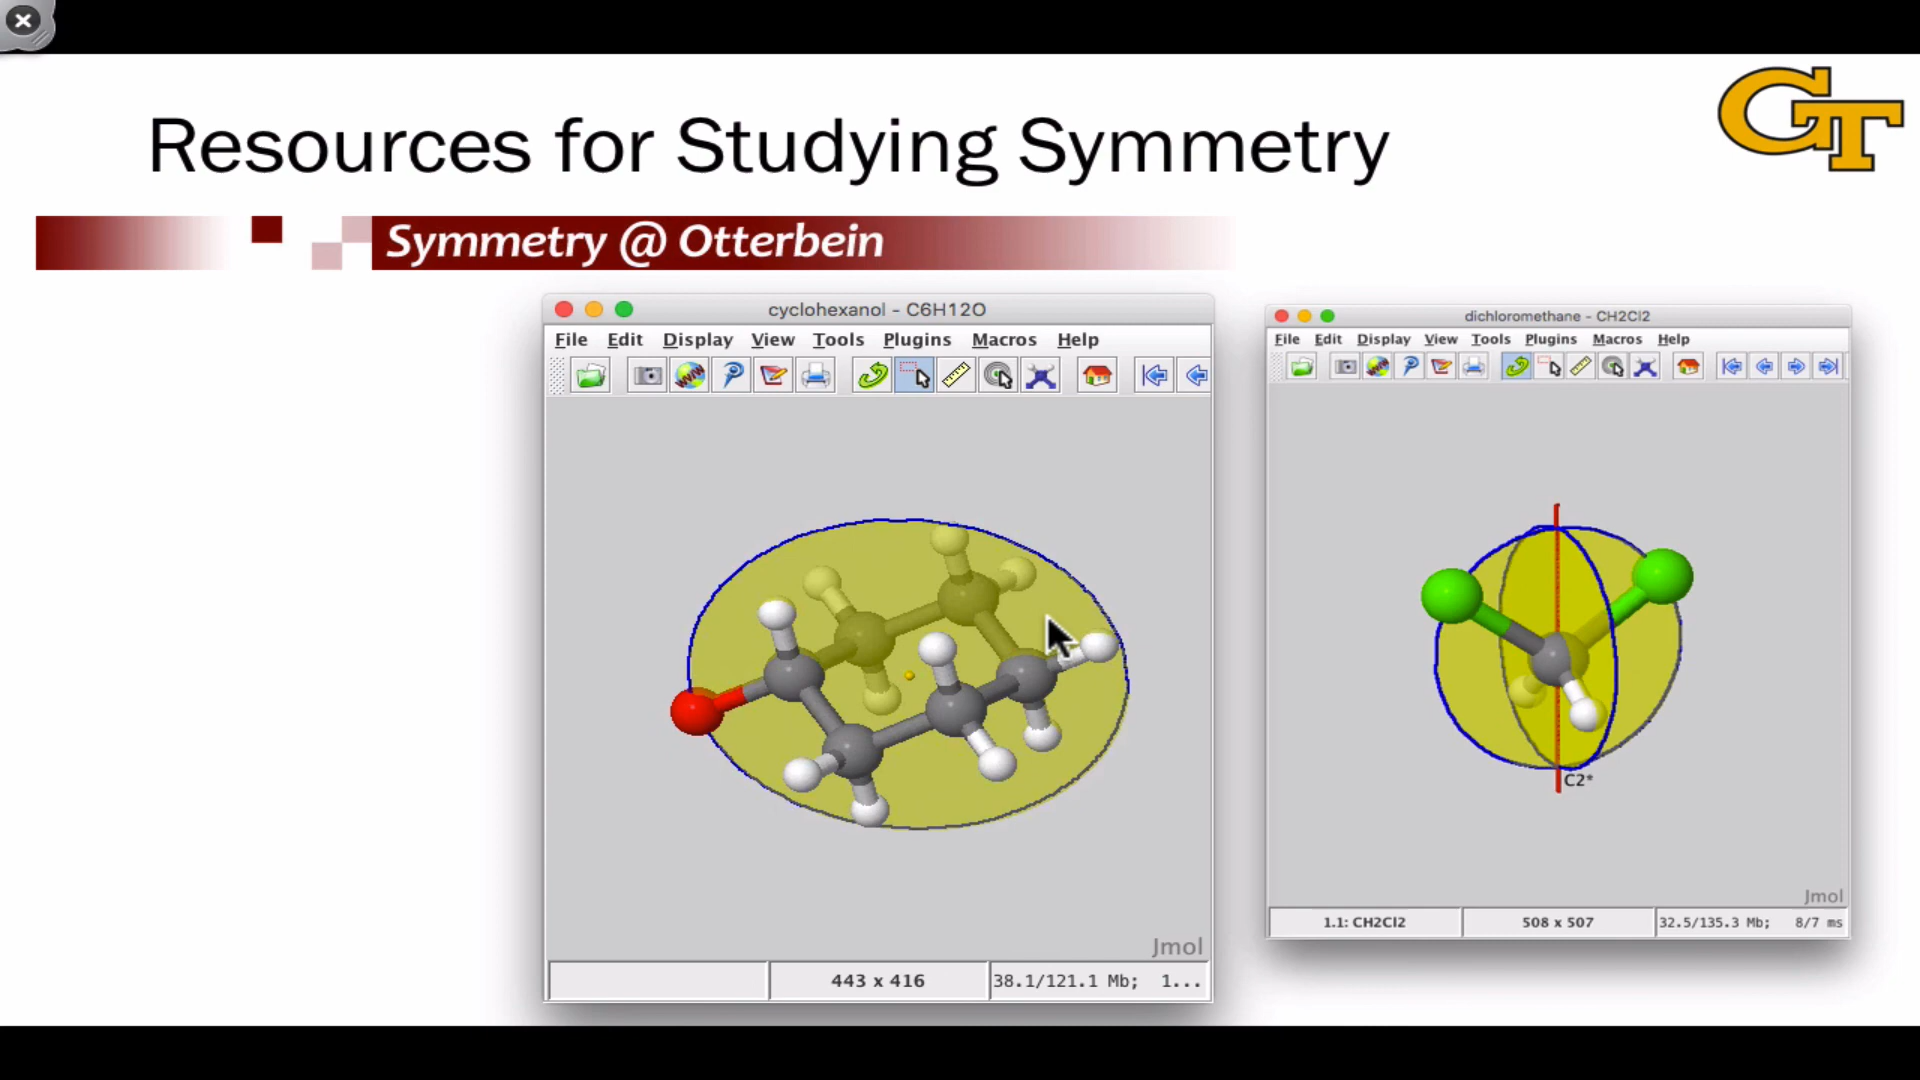 GT
Resources for Studying Symmetry
Symmetry @ Otterbein
cyclohexanol - C6H12O
File Edit Display View Tools Plugins Macros Help
Jmol
443 x 416
38.1/121.1 Mb; 1...
dichloromethane - CH2Cl2
File Edit Display View Tools Plugins Macros Help
C2*
Jmol
1.1: CH2Cl2
508 x 507
32.5/135.3 Mb; 8/7 ms